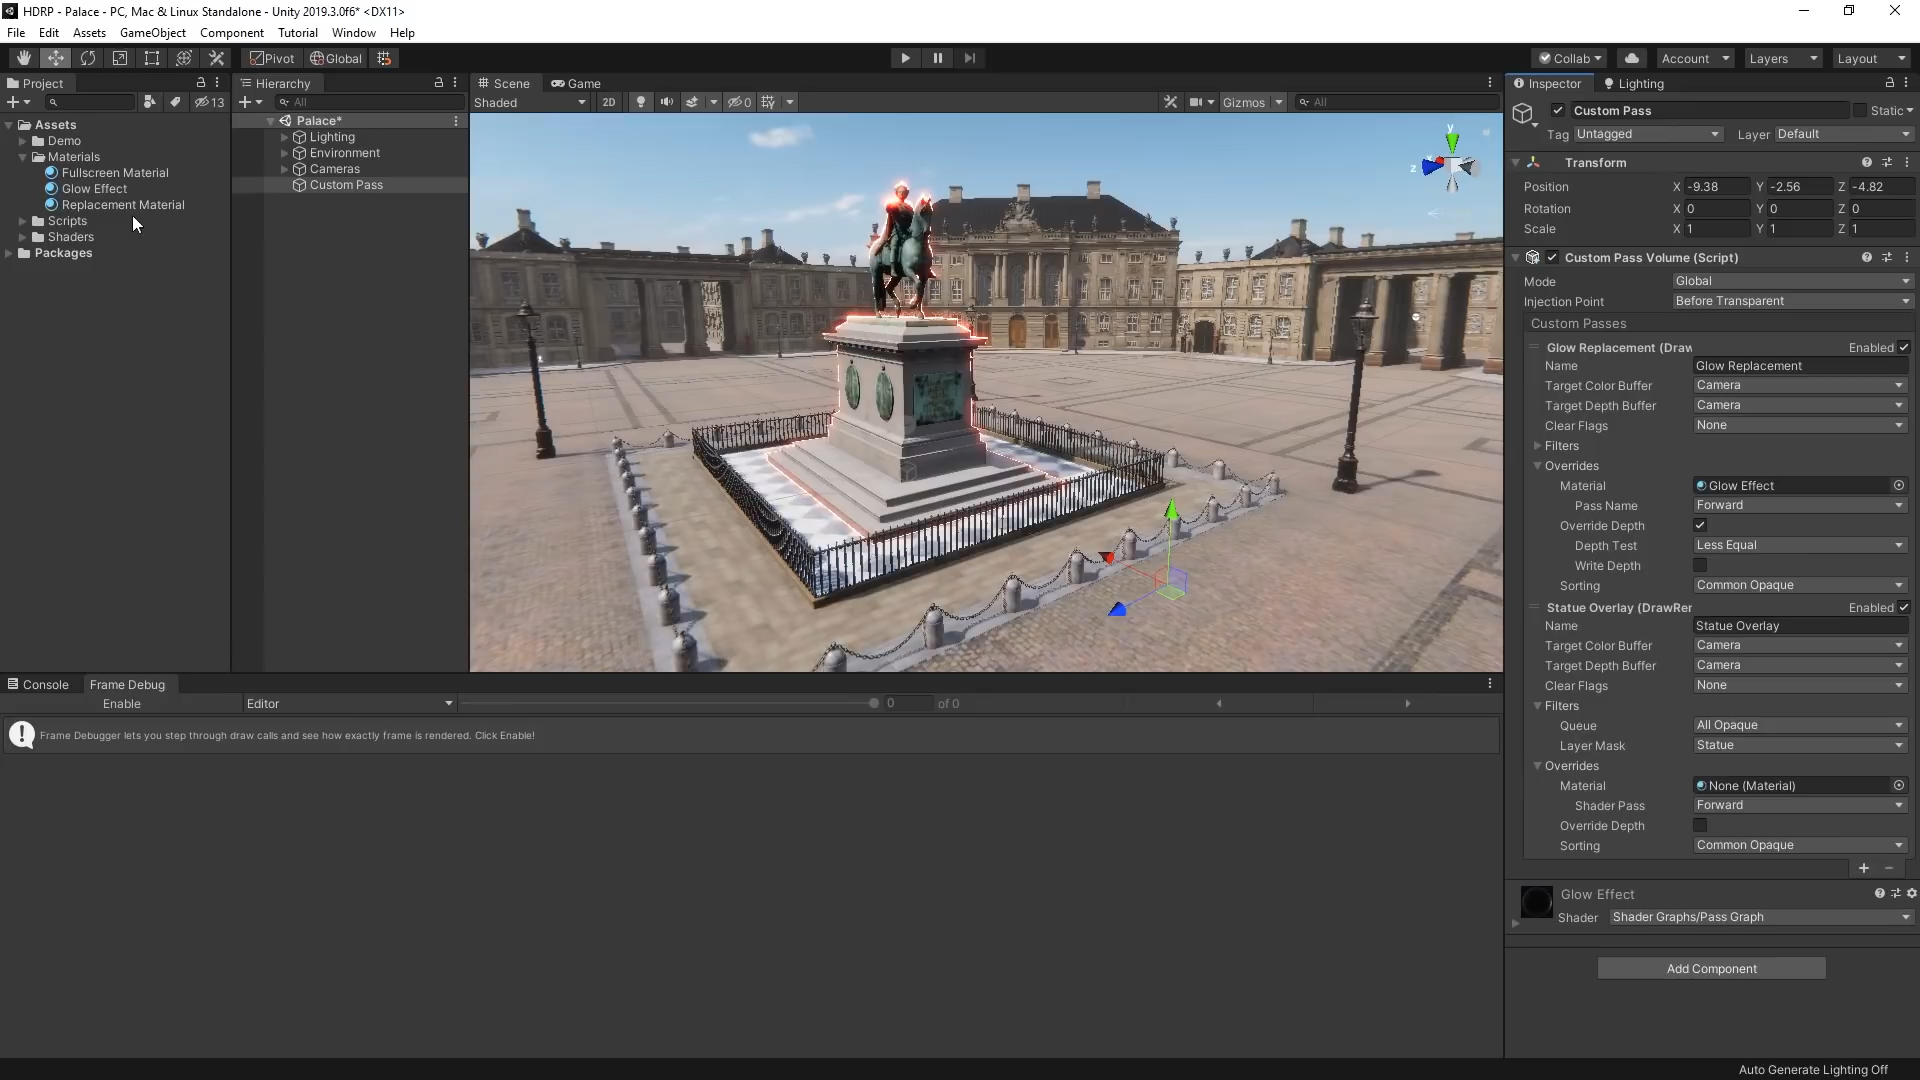 HDRP - Palace - PC, Mac & Linux Standalone - Unity 2019.3.0f6* <DX11>
File Edit Assets GameObject Component Tutorial Window Help
Pivot Global Collab Account Layers Layout
Project
13
Assets
Demo
Materials
Fullscreen Material
Glow Effect
Replacement Material
Scripts
Shaders
Packages
Hierarchy
All
Palace*
Lighting
Environment
Cameras
Custom Pass
Scene Game
Shaded 2D 0 Gizmos All
y
z
Inspector Lighting
Custom Pass Static
Tag Untagged Layer Default
Transform
Position X -9.38 Y -2.56 Z -4.82
Rotation X 0 Y 0 Z 0
Scale X 1 Y 1 Z 1
Custom Pass Volume (Script)
Mode Global
Injection Point Before Transparent
Custom Passes
Glow Replacement (Draw Enabled
Name Glow Replacement
Target Color Buffer Camera
Target Depth Buffer Camera
Clear Flags None
Filters
Overrides
Material Glow Effect
Pass Name Forward
Override Depth
Depth Test Less Equal
Write Depth
Sorting Common Opaque
Statue Overlay (DrawRer Enabled
Name Statue Overlay
Target Color Buffer Camera
Target Depth Buffer Camera
Clear Flags None
Filters
Queue All Opaque
Layer Mask Statue
Overrides
Material None (Material)
Shader Pass Forward
Override Depth
Sorting Common Opaque
Glow Effect
Shader Shader Graphs/Pass Graph
Add Component
Console Frame Debug
Enable Editor 0 of 0
Frame Debugger lets you step through draw calls and see how exactly frame is rendered. Click Enable!
Auto Generate Lighting Off